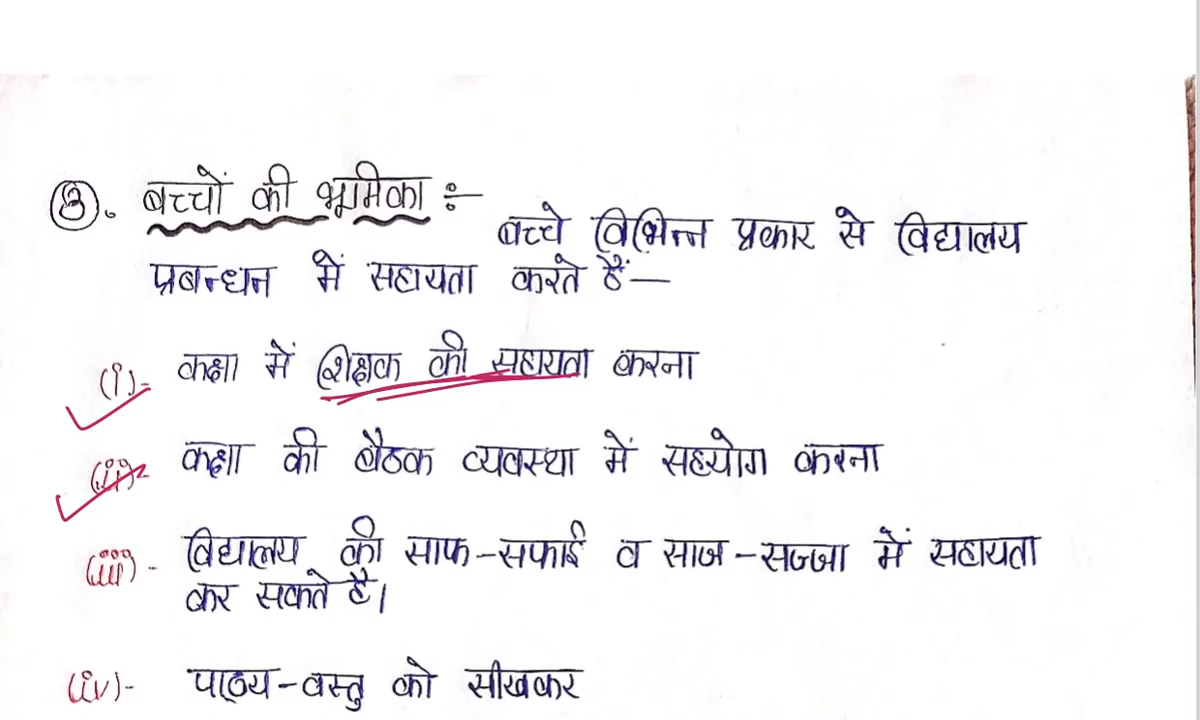 ③. बच्चों की भूमिका :-
बच्चे विभिन्न प्रकार से विद्यालय
प्रबन्धन में सहायता करते हैं—
(i)- कक्षा में शिक्षक की सहायता करना
(ii)- कक्षा की बैठक व्यवस्था में सहयोग करना
(iii)- विद्यालय की साफ-सफाई व साज-सज्जा में सहायता
कर सकते है।
(iv)- पाठ्य-वस्तु को सीखकर